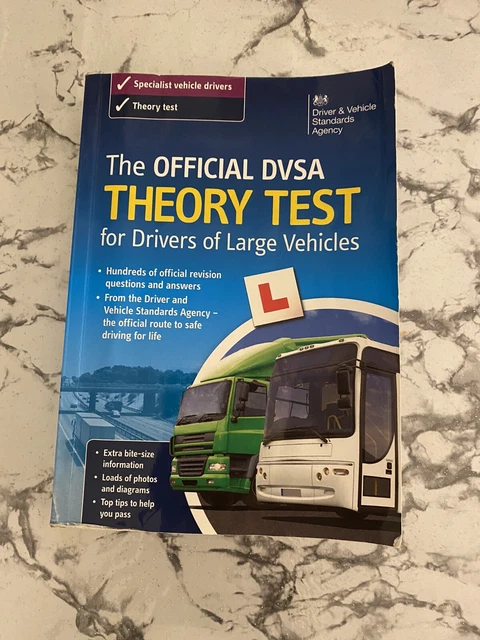 ✓ Specialist vehicle drivers
✓ Theory test
Driver & Vehicle
Standards
Agency
The OFFICIAL DVSA
THEORY TEST
for Drivers of Large Vehicles
• Hundreds of official revision
questions and answers
• From the Driver and
Vehicle Standards Agency –
the official route to safe
driving for life
L
• Extra bite-size
information
• Loads of photos
and diagrams
• Top tips to help
you pass